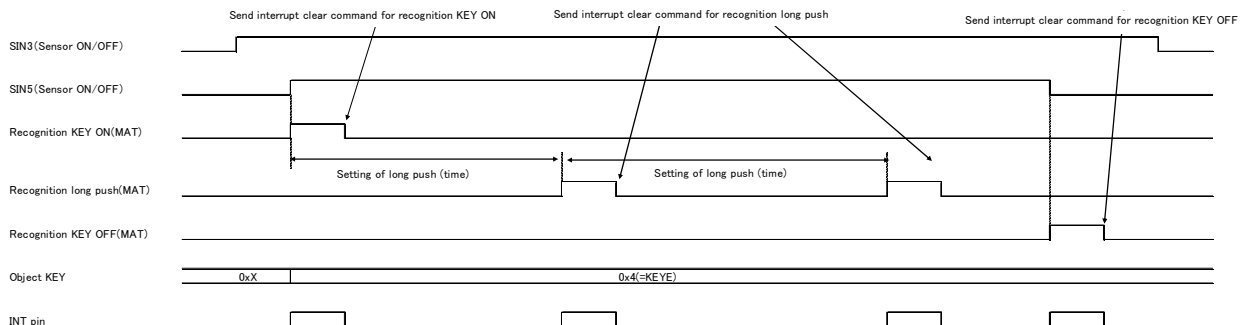 Send interrupt clear command for recognition KEY ON
Send interrupt clear command for recognition long push
Send interrupt clear command for recognition KEY OFF
SIN3(Sensor ON/OFF)
SIN5(Sensor ON/OFF)
Recognition KEY ON(MAT)
Setting of long push (time)
Setting of long push (time)
Recognition long push(MAT)
Recognition KEY OFF(MAT)
Object KEY
0xX
0x4(=KEYE)
INT pin